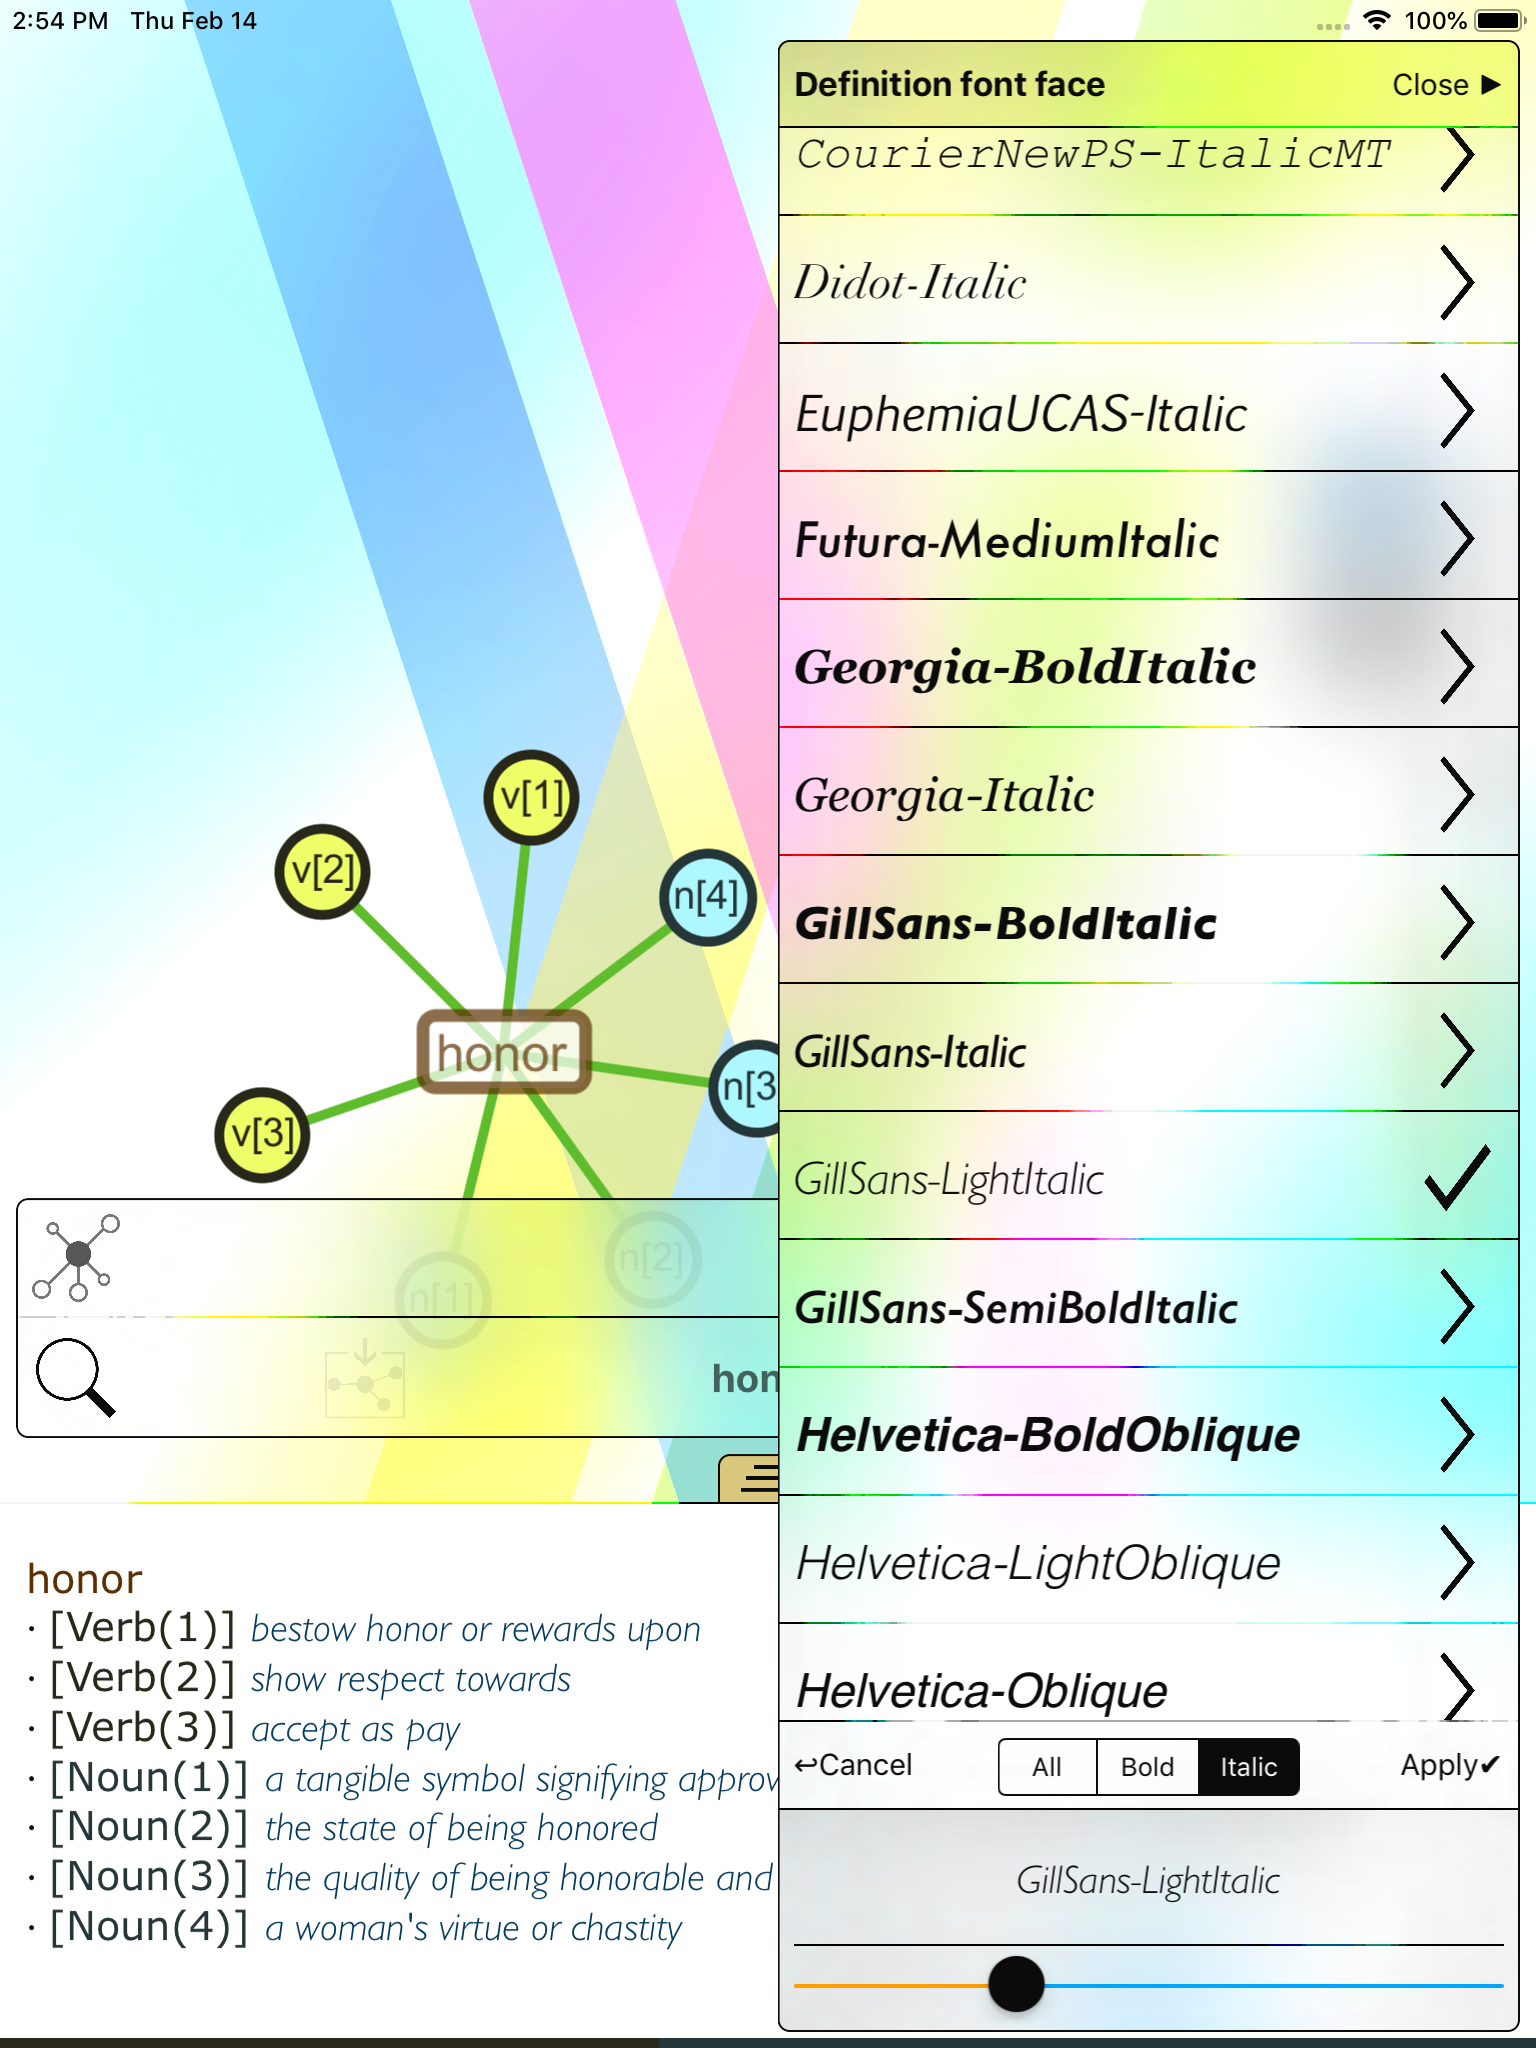 2:54 PM Thu Feb 14
100%
Definition font face
Close ▶
CourierNewPS-ItalicMT
Didot-Italic
EuphemiaUCAS-Italic
Futura-MediumItalic
Georgia-BoldItalic
Georgia-Italic
GillSans-BoldItalic
GillSans-Italic
GillSans-LightItalic
GillSans-SemiBoldItalic
Helvetica-BoldOblique
Helvetica-LightOblique
Helvetica-Oblique
↩Cancel
All
Bold
Italic
Apply✔
GillSans-LightItalic
v[1]
v[2]
n[4]
honor
n[3
v[3]
n[2]
n[1]
hon
honor
· [Verb(1)] bestow honor or rewards upon
· [Verb(2)] show respect towards
· [Verb(3)] accept as pay
· [Noun(1)] a tangible symbol signifying approv
· [Noun(2)] the state of being honored
· [Noun(3)] the quality of being honorable and
· [Noun(4)] a woman's virtue or chastity